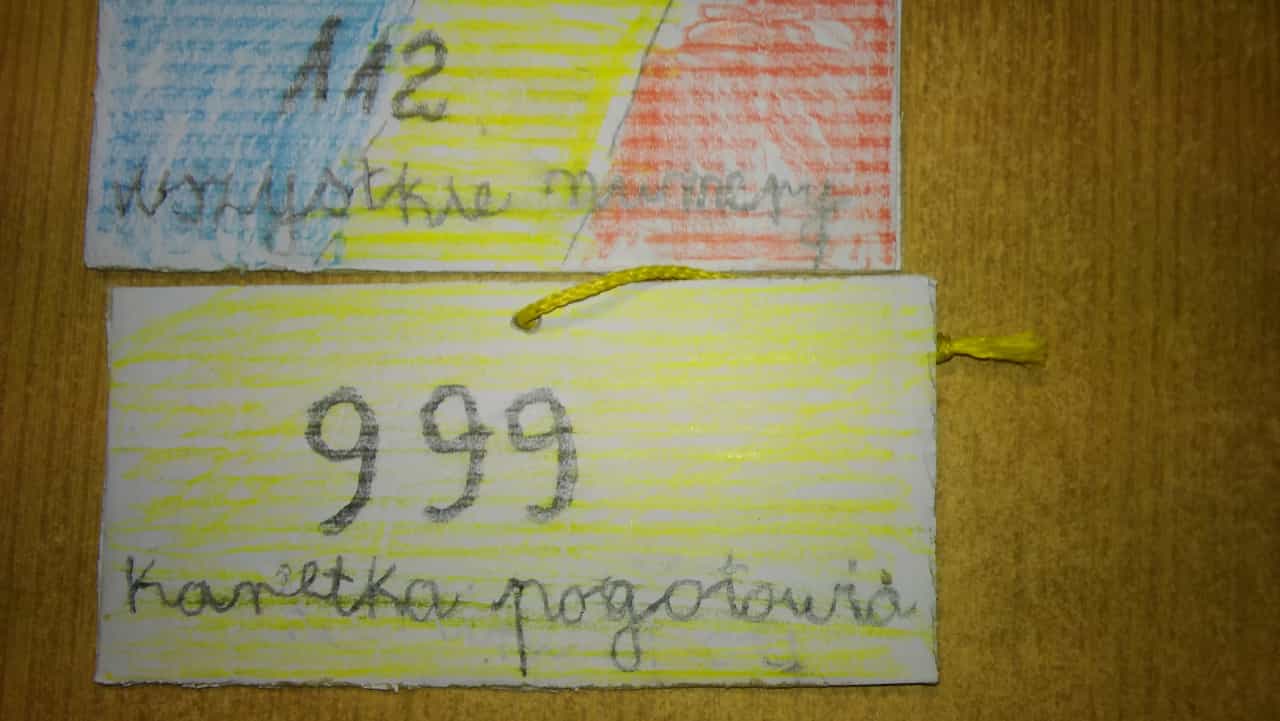 112
wszystkie numery
999
karetka pogotowia